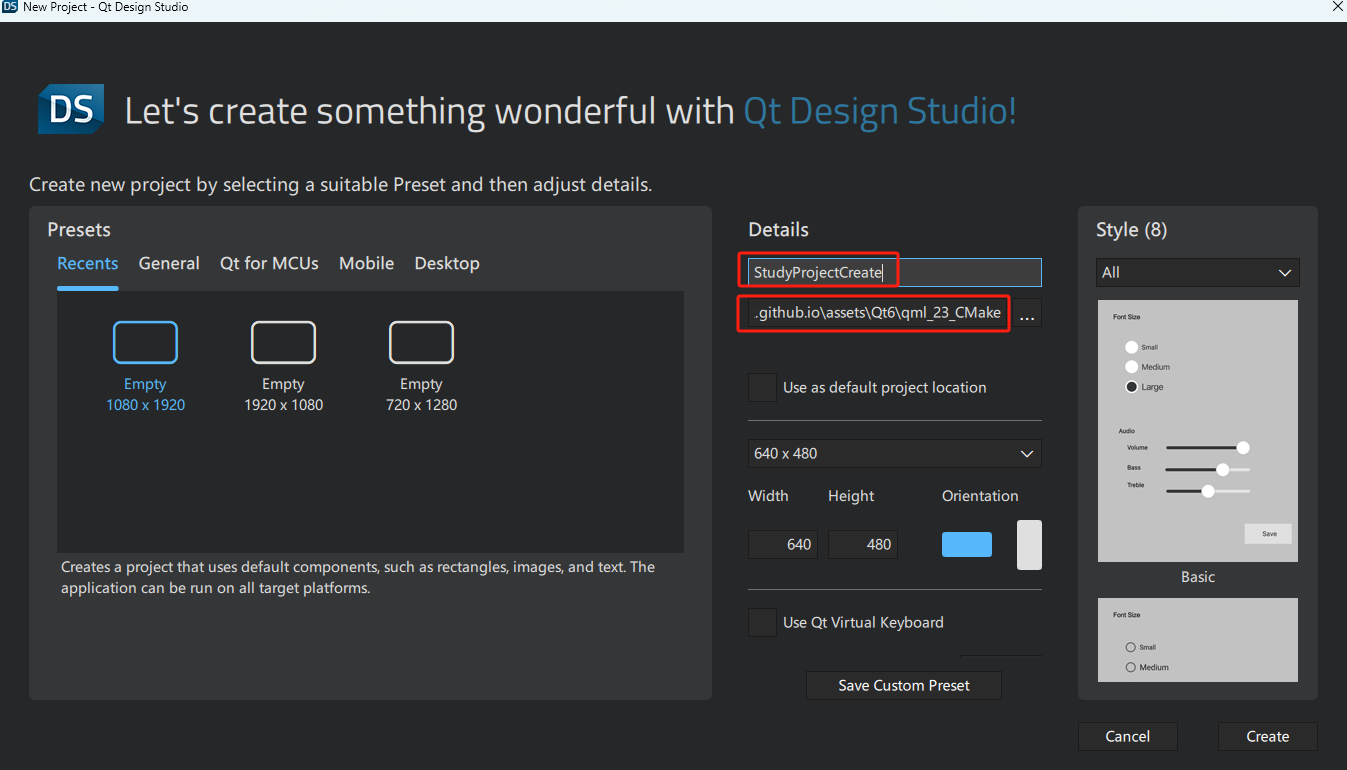 DS New Project - Qt Design Studio
DS Let's create something wonderful with Qt Design Studio!
Create new project by selecting a suitable Preset and then adjust details.
Presets
Recents General Qt for MCUs Mobile Desktop
Empty
1080 x 1920
Empty
1920 x 1080
Empty
720 x 1280
Creates a project that uses default components, such as rectangles, images, and text. The
application can be run on all target platforms.
Details
StudyProjectCreate
.github.io\assets\Qt6\qml_23_CMake ...
Use as default project location
640 x 480
Width Height Orientation
640 480
Use Qt Virtual Keyboard
Save Custom Preset
Style (8)
All
Font Size
Small
Medium
Large
Audio
Volume
Bass
Treble
Save
Basic
Font Size
Small
Medium
Cancel Create